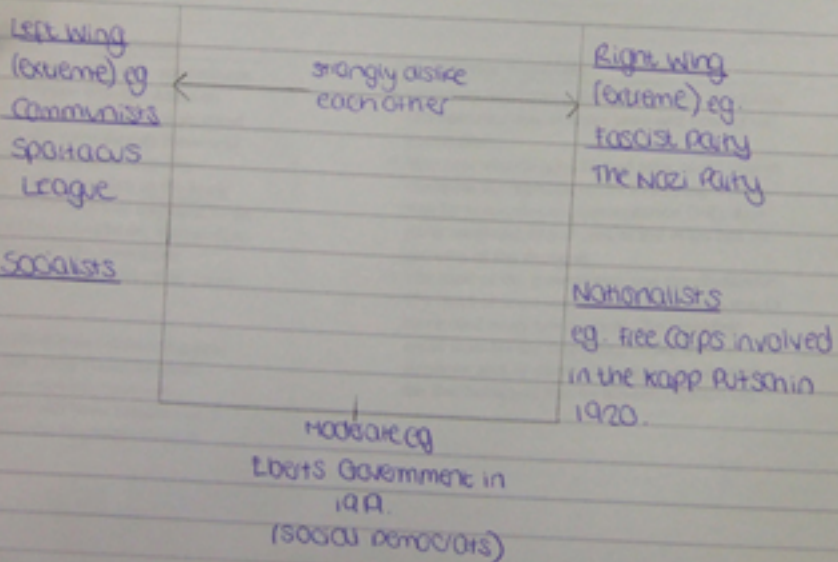 Left Wing
(extreme) eg
Communists
Spartacus
League
Socialists
strongly dislike
each other
Right Wing
(extreme) eg.
Fascist Party
The Nazi Party
Nationalists
eg. Free Corps involved
in the Kapp Putsch in
1920.
Moderate eg
Eberts Government in
1919.
(Social Democrats)